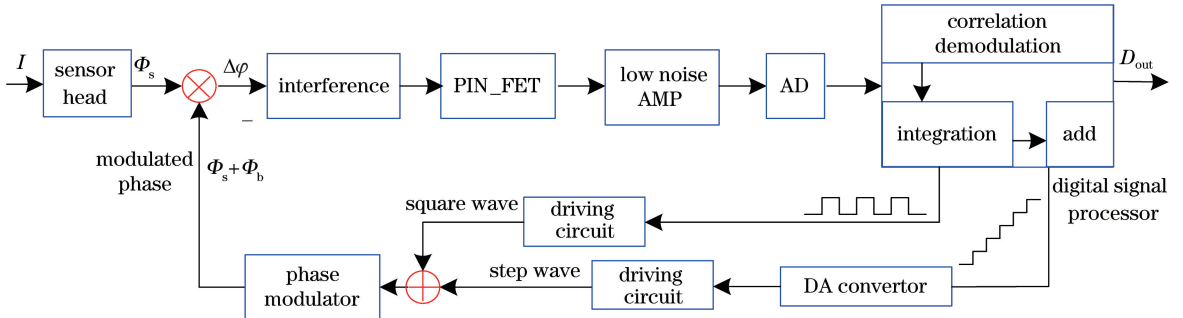 I
sensor
head
Φs
Δφ
−
interference
PIN_FET
low noise
AMP
AD
correlation
demodulation
integration
add
Dout
digital signal
processor
modulated
phase
Φs+Φb
square wave
driving
circuit
step wave
driving
circuit
DA convertor
phase
modulator